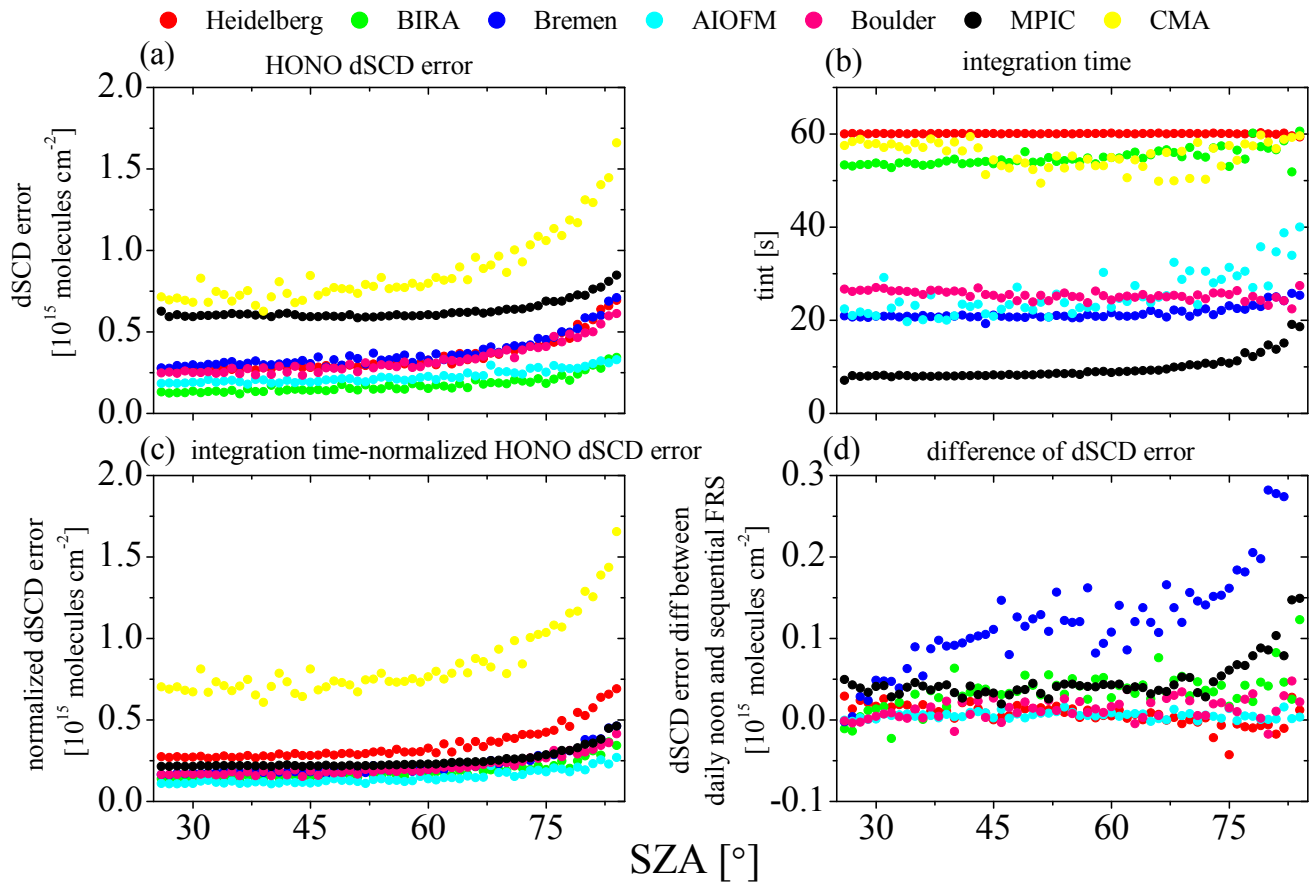 Heidelberg BIRA Bremen AIOFM Boulder MPIC CMA
(a) HONO dSCD error
2.0
1.5
1.0
0.5
0.0
dSCD error
[10^15 molecules cm^-2]
(b) integration time
60
40
20
0
tint [s]
(c) integration time-normalized HONO dSCD error
2.0
1.5
1.0
0.5
0.0
normalized dSCD error
[10^15 molecules cm^-2]
30 45 60 75
(d) difference of dSCD error
0.3
0.2
0.1
0.0
-0.1
dSCD error diff between
daily noon and sequential FRS
[10^15 molecules cm^-2]
30 45 60 75
SZA [°]